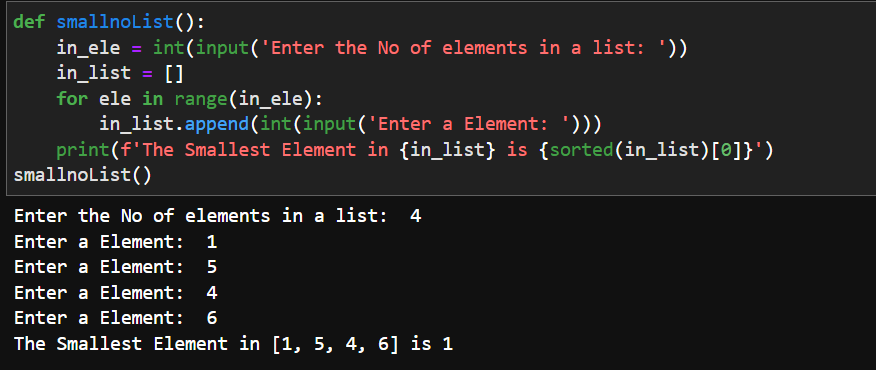 def smallnoList():
    in_ele = int(input('Enter the No of elements in a list: '))
    in_list = []
    for ele in range(in_ele):
        in_list.append(int(input('Enter a Element: ')))
    print(f'The Smallest Element in {in_list} is {sorted(in_list)[0]}')
smallnoList()
Enter the No of elements in a list:  4
Enter a Element:  1
Enter a Element:  5
Enter a Element:  4
Enter a Element:  6
The Smallest Element in [1, 5, 4, 6] is 1